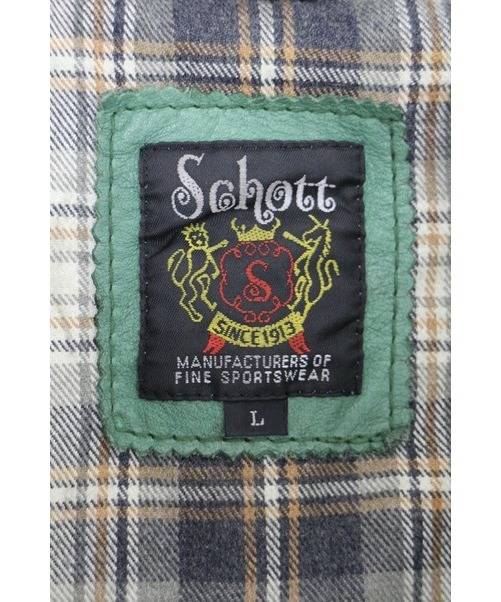 Schott
S
SINCE 1913
MANUFACTURERS OF
FINE SPORTSWEAR
L